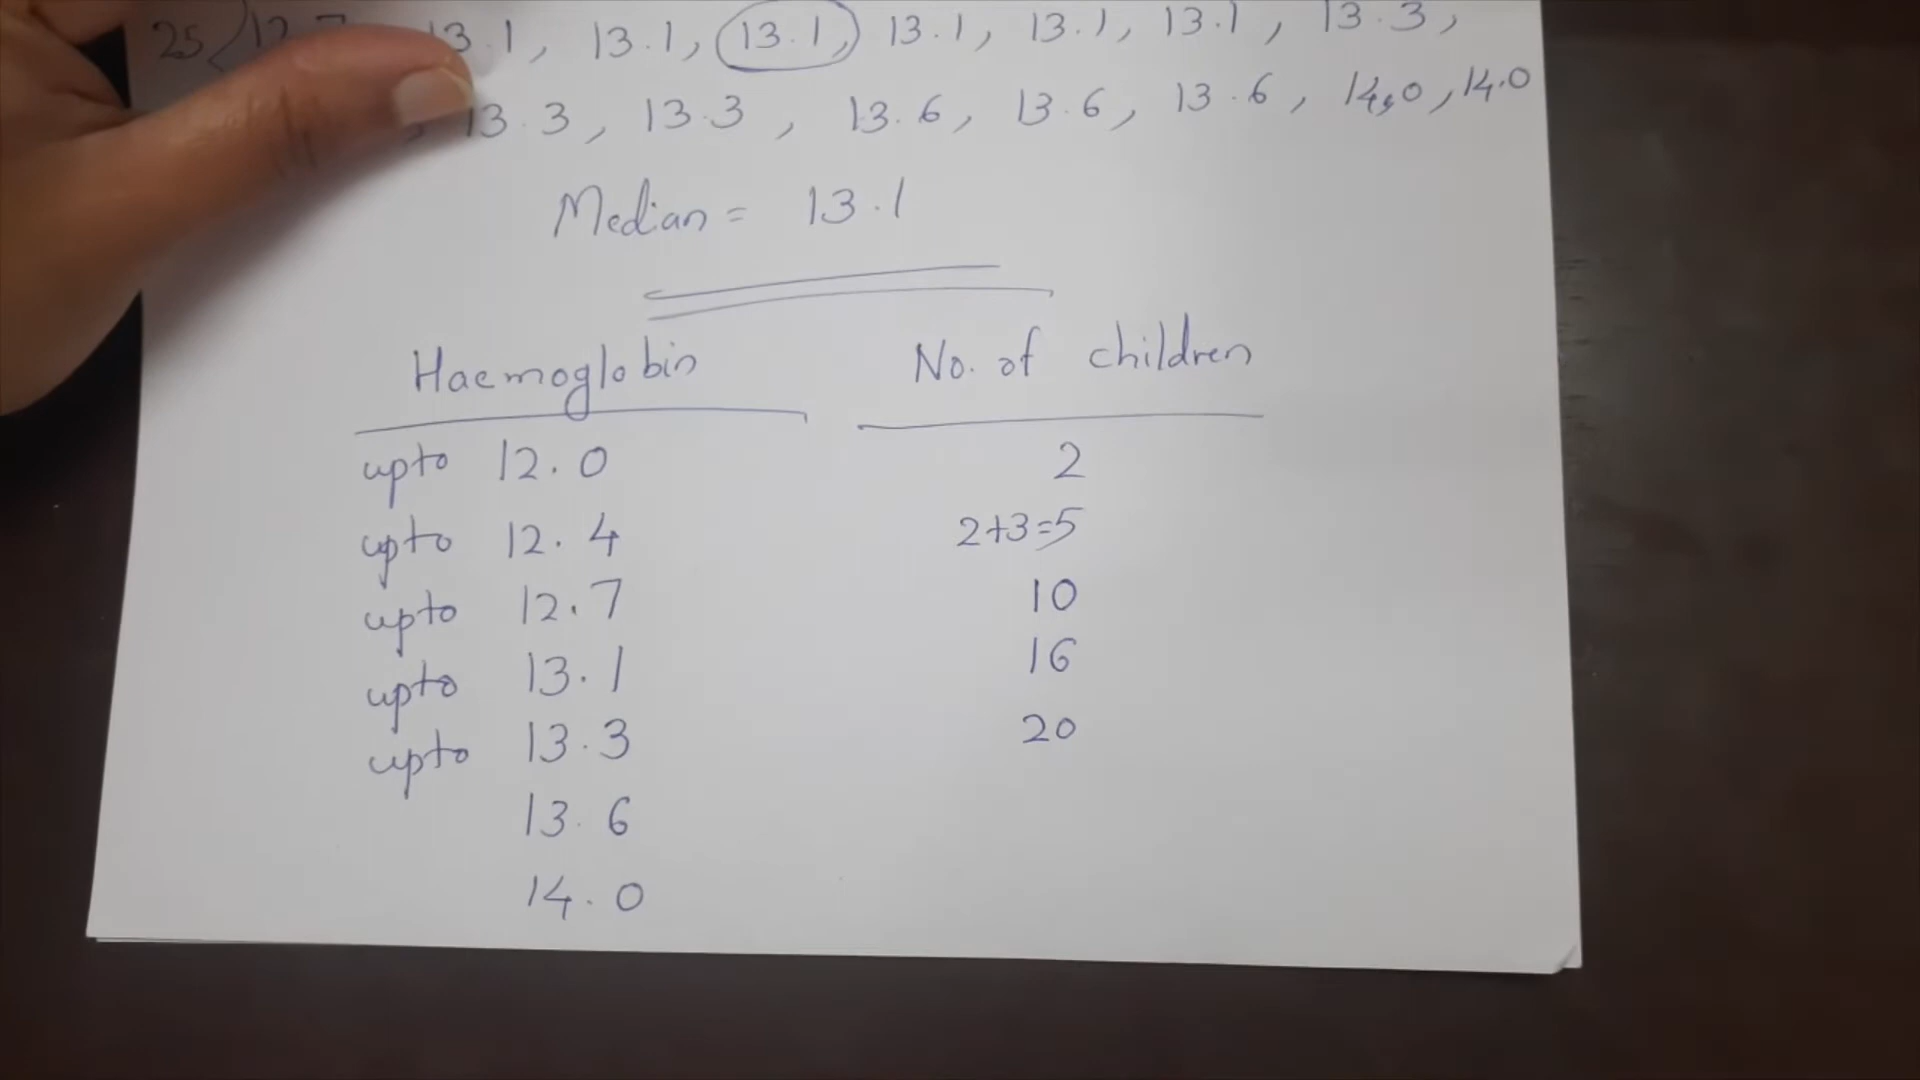 25 12.7 13.1, 13.1, 13.1, 13.1, 13.1, 13.1, 13.3,
, 13.3, 13.3, 13.6, 13.6, 13.6, 14.0, 14.0
Median = 13.1
Haemoglobin No. of children
upto 12.0 2
upto 12.4 2+3=5
upto 12.7 10
upto 13.1 16
upto 13.3 20
13.6
14.0